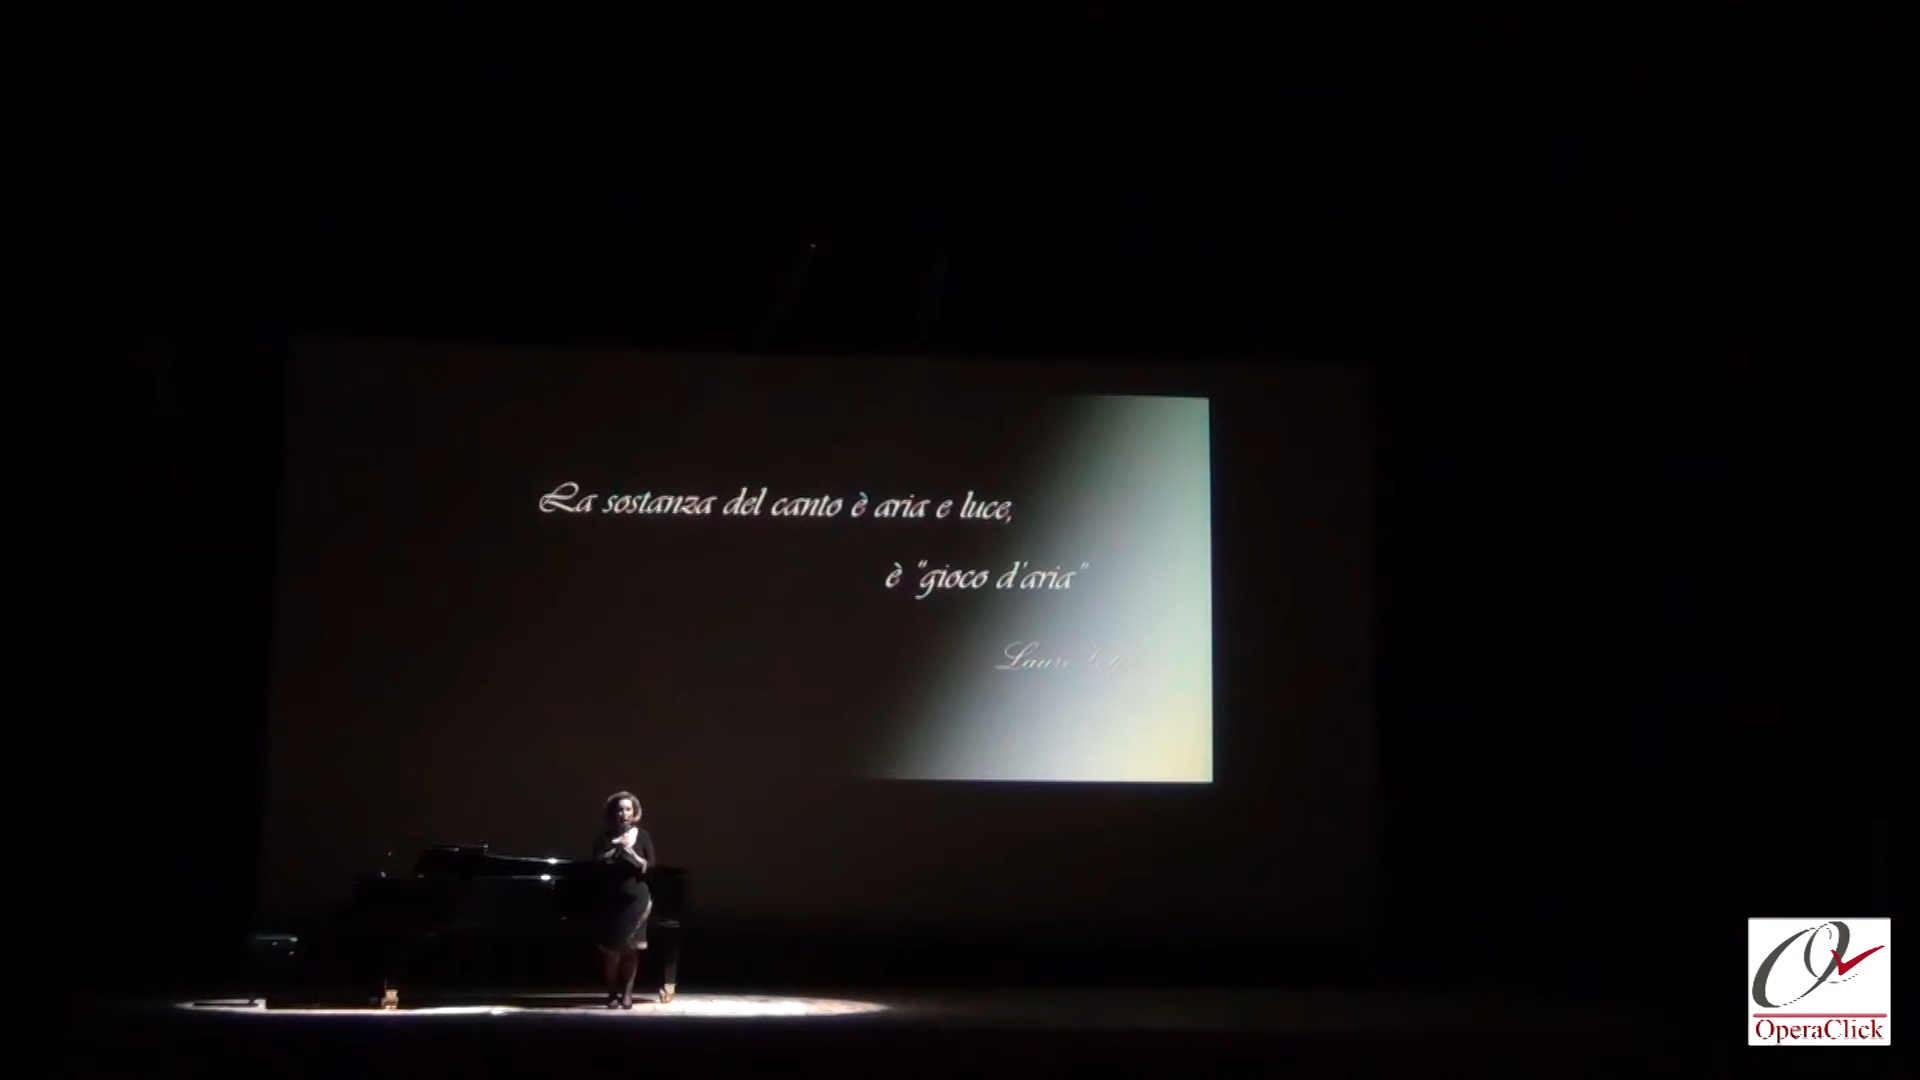 La sostanza del canto è aria e luce,
è "gioco d'aria"
OperaClick